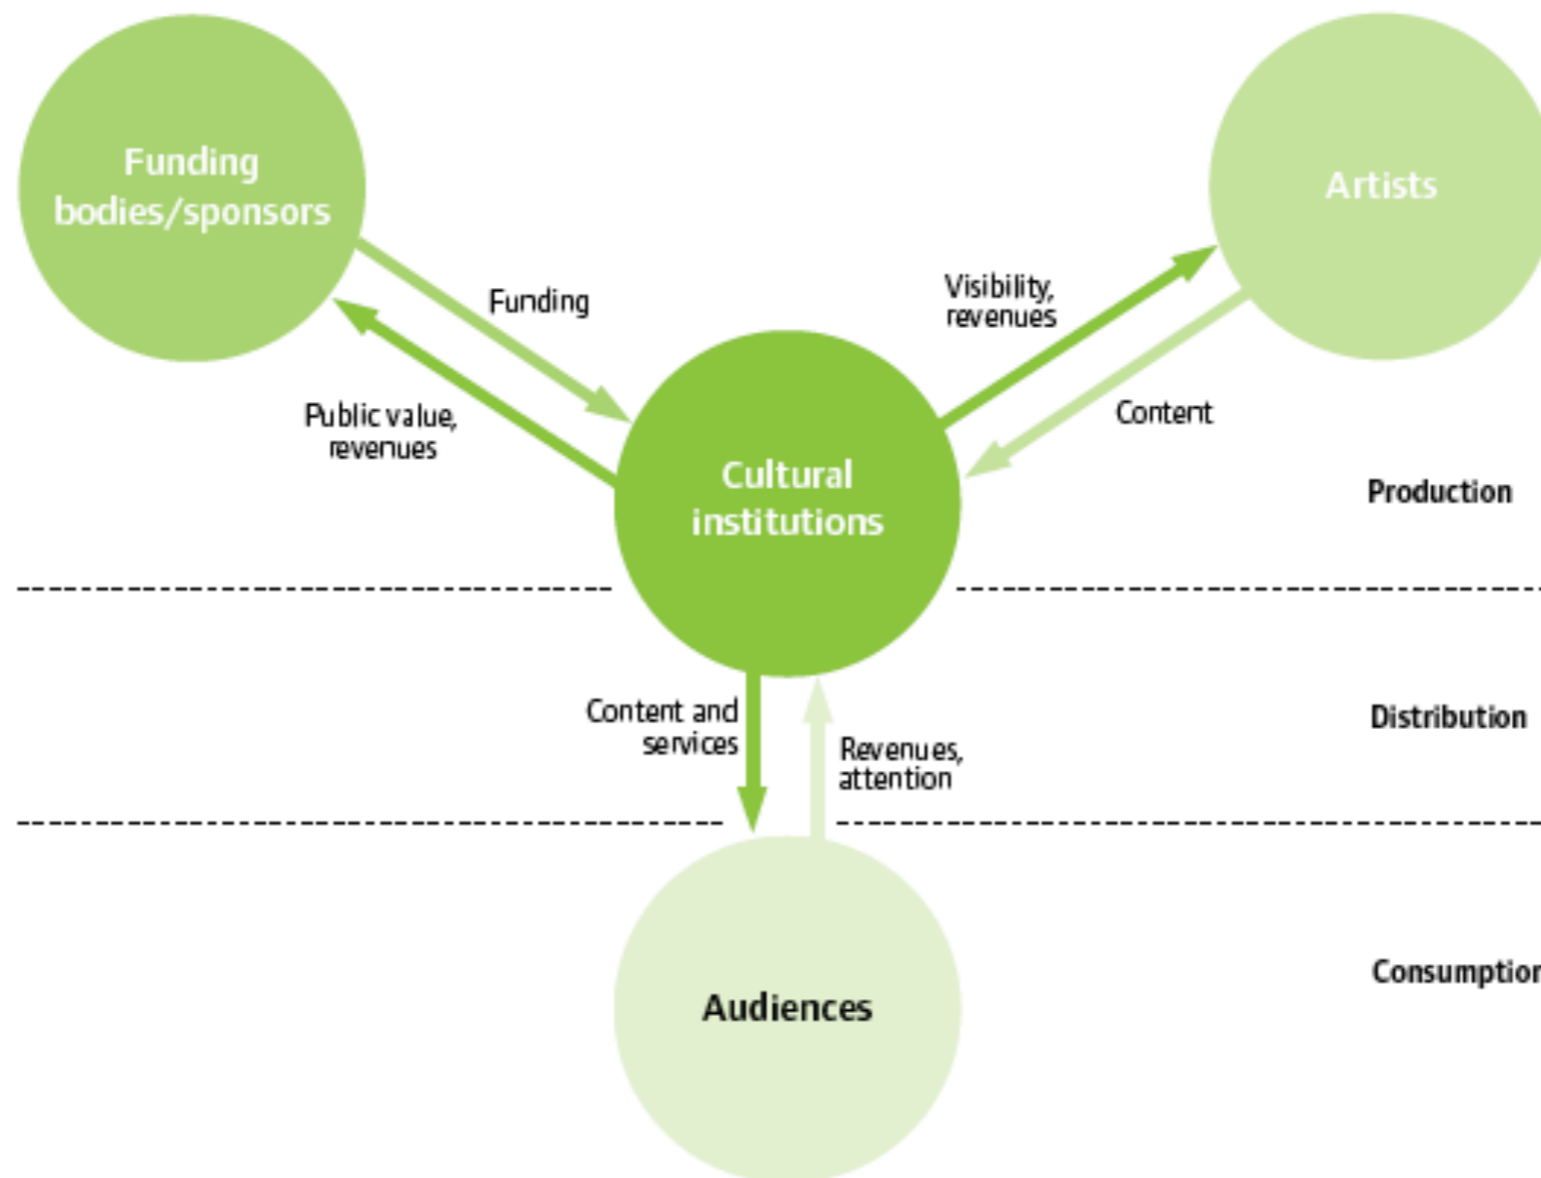 Funding
bodies/sponsors
Artists
Funding
Visibility,
revenues
Public value,
revenues
Content
Cultural
institutions
Production
Content and
services
Distribution
Revenues,
attention
Audiences
Consumption